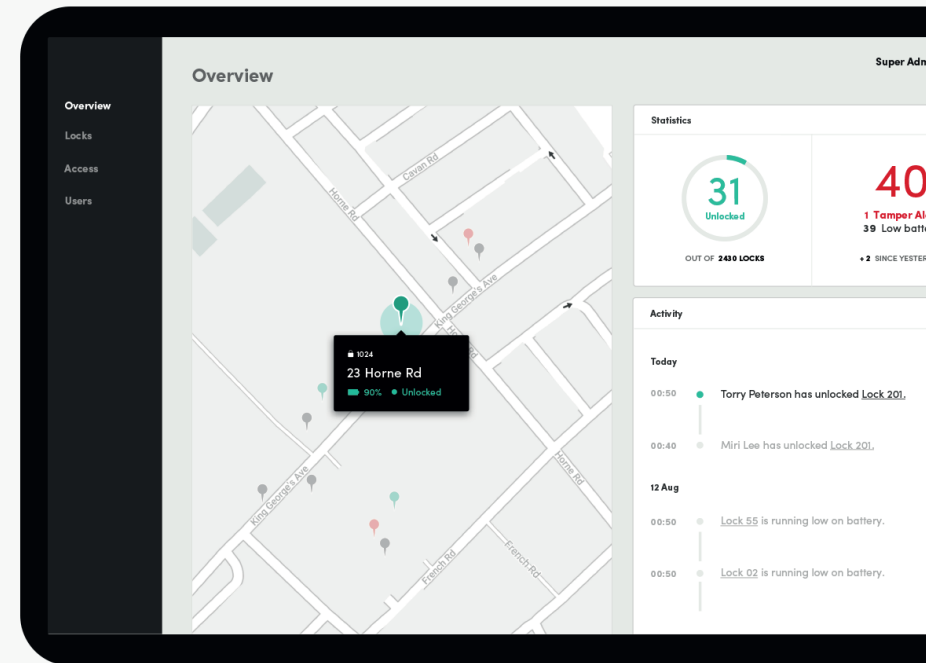 Super Adm
Overview
Overview
Locks
Access
Users
Cavan Rd
Horne Rd
King George's Ave
Horne Rd
King George's Ave
French Rd
French Rd
1024
23 Horne Rd
90% Unlocked
Statistics
31
Unlocked
OUT OF 2430 LOCKS
40
1 Tamper Al
39 Low batt
+2 SINCE YESTER
Activity
Today
00:50 Torry Peterson has unlocked Lock 201.
00:40 Miri Lee has unlocked Lock 201.
12 Aug
00:50 Lock 55 is running low on battery.
00:50 Lock 02 is running low on battery.